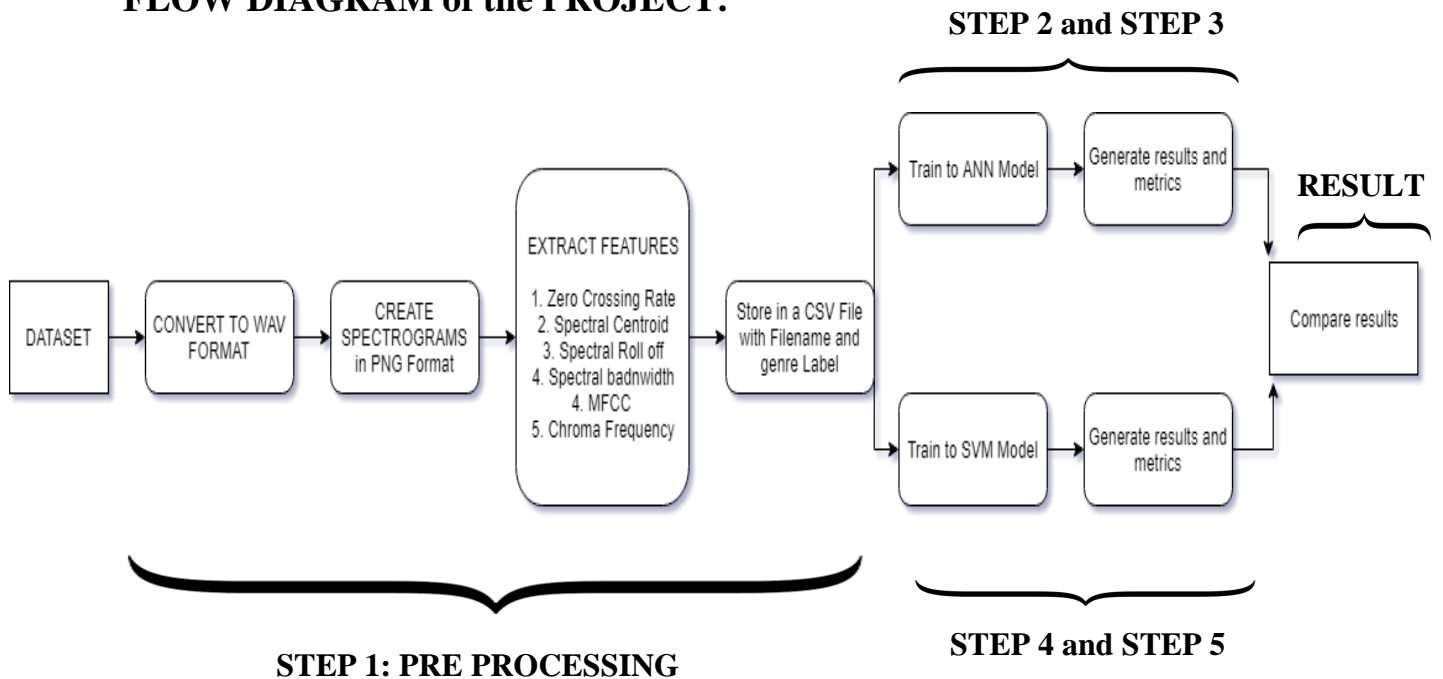 FLOW DIAGRAM of the PROJECT:
STEP 2 and STEP 3
Train to ANN Model
Generate results and
metrics
RESULT
DATASET
CONVERT TO WAV
FORMAT
CREATE
SPECTROGRAMS
in PNG Format
EXTRACT FEATURES
1. Zero Crossing Rate
2. Spectral Centroid
3. Spectral Roll off
4. Spectral badnwidth
4. MFCC
5. Chroma Frequency
Store in a CSV File
with Filename and
genre Label
Compare results
Train to SVM Model
Generate results and
metrics
STEP 1: PRE PROCESSING
STEP 4 and STEP 5